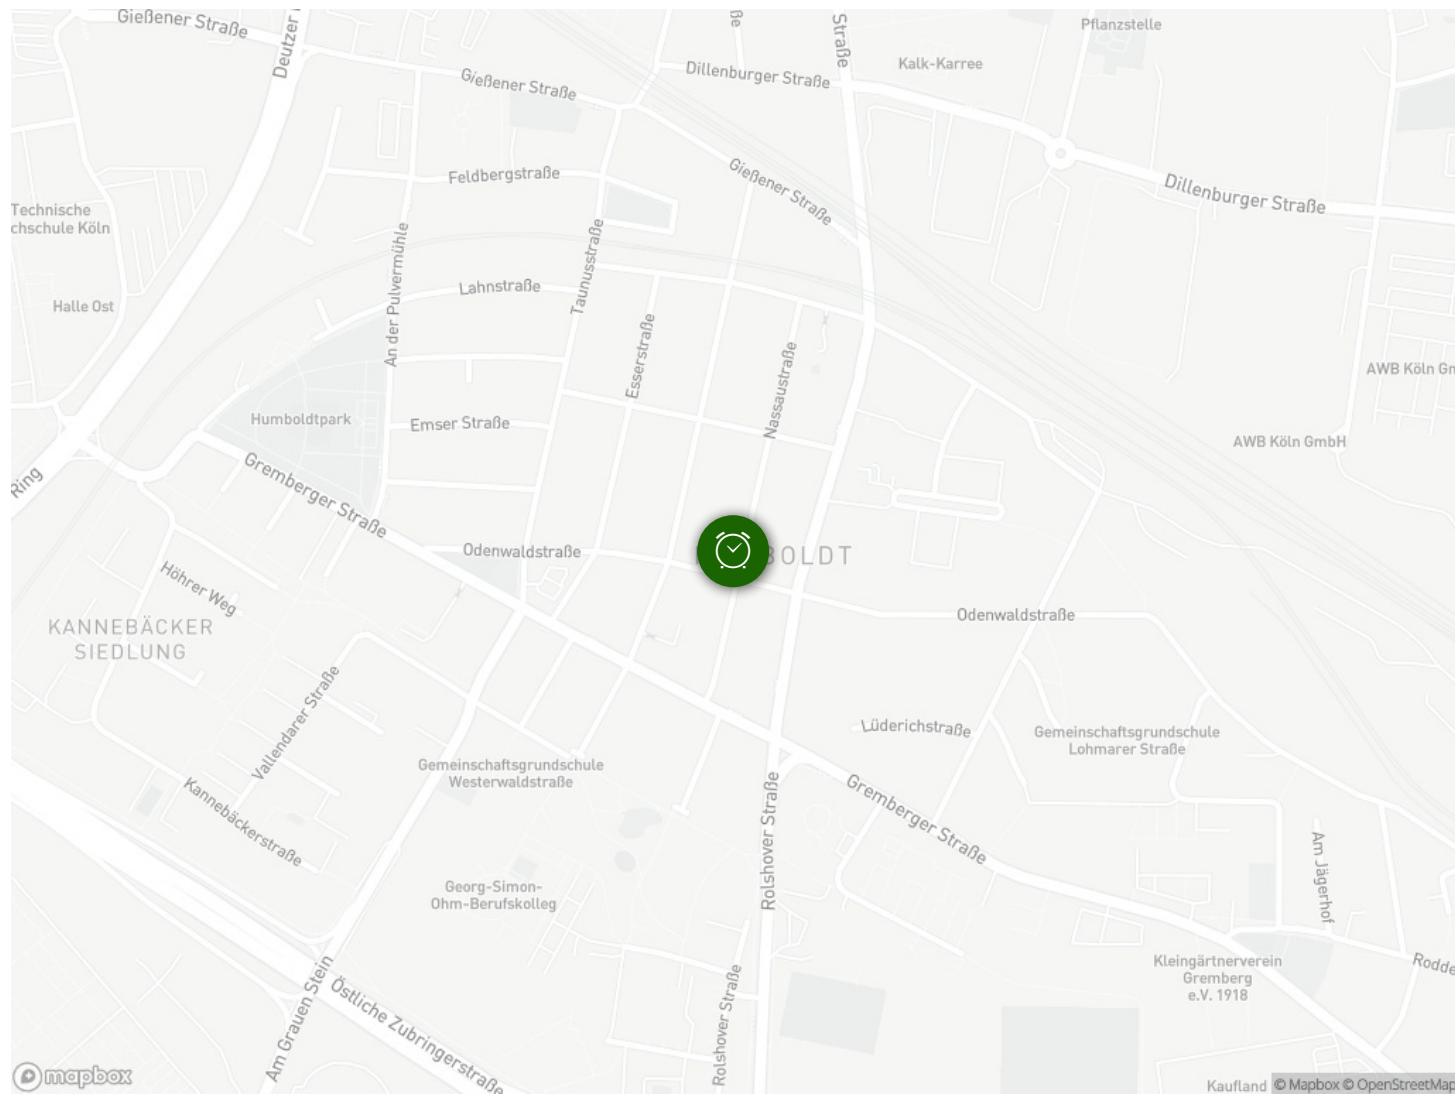 Gießener Straße
Deutzer
ß
Straße
Pflanzstelle
Kalk-Karree
Gießener Straße
Dillenburger Straße
Feldbergstraße
Gießener Straße
Dillenburger Straße
Technische
chschule Köln
An der Pulvermühle
Taunusstraße
Lahnstraße
Halle Ost
Esserstraße
Nassaustraße
AWB Köln Gm
Humboldtpark
Emser Straße
AWB Köln GmbH
Ring
Gremberger Straße
Odenwaldstraße
BOLDT
Höhrer Weg
Odenwaldstraße
KANNEBÄCKER
SIEDLUNG
Vallendarer Straße
Lüderichstraße
Gemeinschaftsgrundschule
Lohmarer Straße
Gemeinschaftsgrundschule
Westerwaldstraße
Kannebäckerstraße
Rolshover Straße
Gremberger Straße
Am Jägerhof
Georg-Simon-
Ohm-Berufskolleg
Kleingärtnerverein
Gremberg
e.V. 1918
Rodde
Am Grauen Stein
Östliche Zubringerstraße
Rolshover Straße
mapbox
Kaufland
© Mapbox © OpenStreetMap